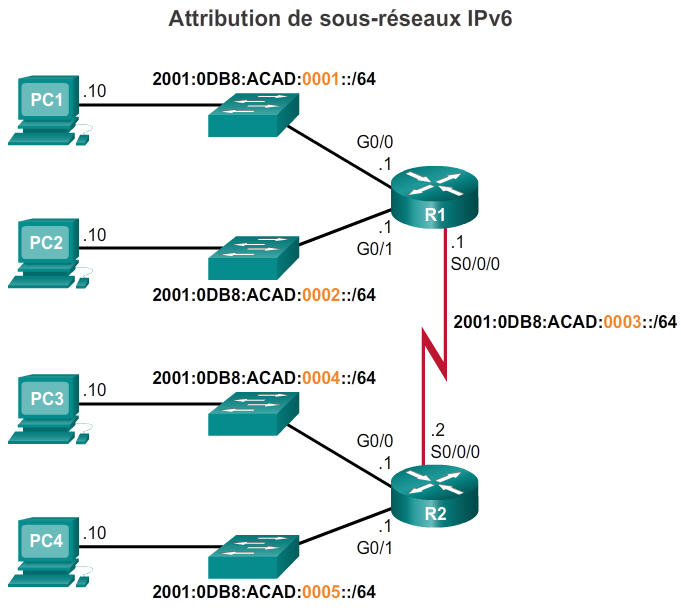 Attribution de sous-réseaux IPv6
2001:0DB8:ACAD:0001::/64
PC1
.10
G0/0
.1
R1
PC2
.10
.1
G0/1
.1
S0/0/0
2001:0DB8:ACAD:0002::/64
2001:0DB8:ACAD:0003::/64
2001:0DB8:ACAD:0004::/64
PC3
.10
G0/0
.1
.2
S0/0/0
R2
PC4
.10
.1
G0/1
2001:0DB8:ACAD:0005::/64